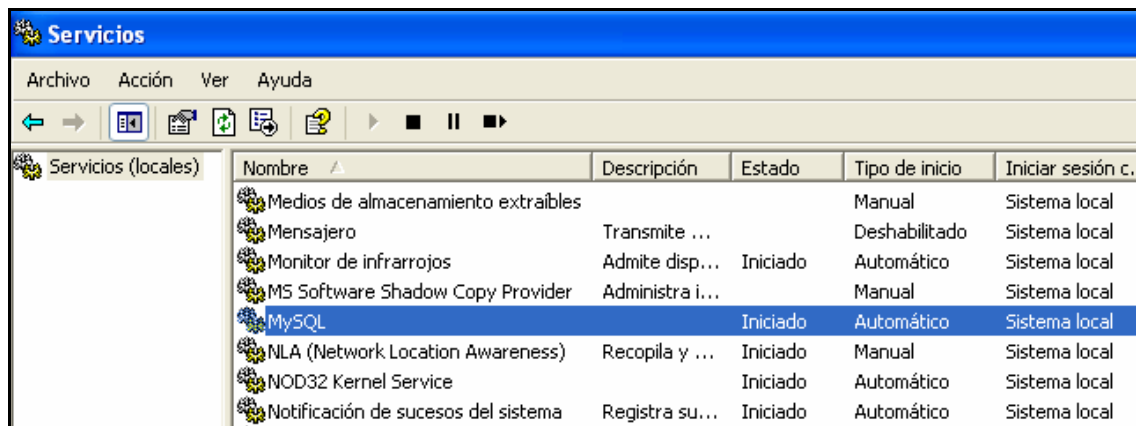 Servicios
Archivo Acción Ver Ayuda
Servicios (locales)
Nombre Descripción Estado Tipo de inicio Iniciar sesión c.
Medios de almacenamiento extraíbles Manual Sistema local
Mensajero Transmite ... Deshabilitado Sistema local
Monitor de infrarrojos Admite disp... Iniciado Automático Sistema local
MS Software Shadow Copy Provider Administra i... Manual Sistema local
MySQL Iniciado Automático Sistema local
NLA (Network Location Awareness) Recopila y ... Iniciado Manual Sistema local
NOD32 Kernel Service Iniciado Automático Sistema local
Notificación de sucesos del sistema Registra su... Iniciado Automático Sistema local